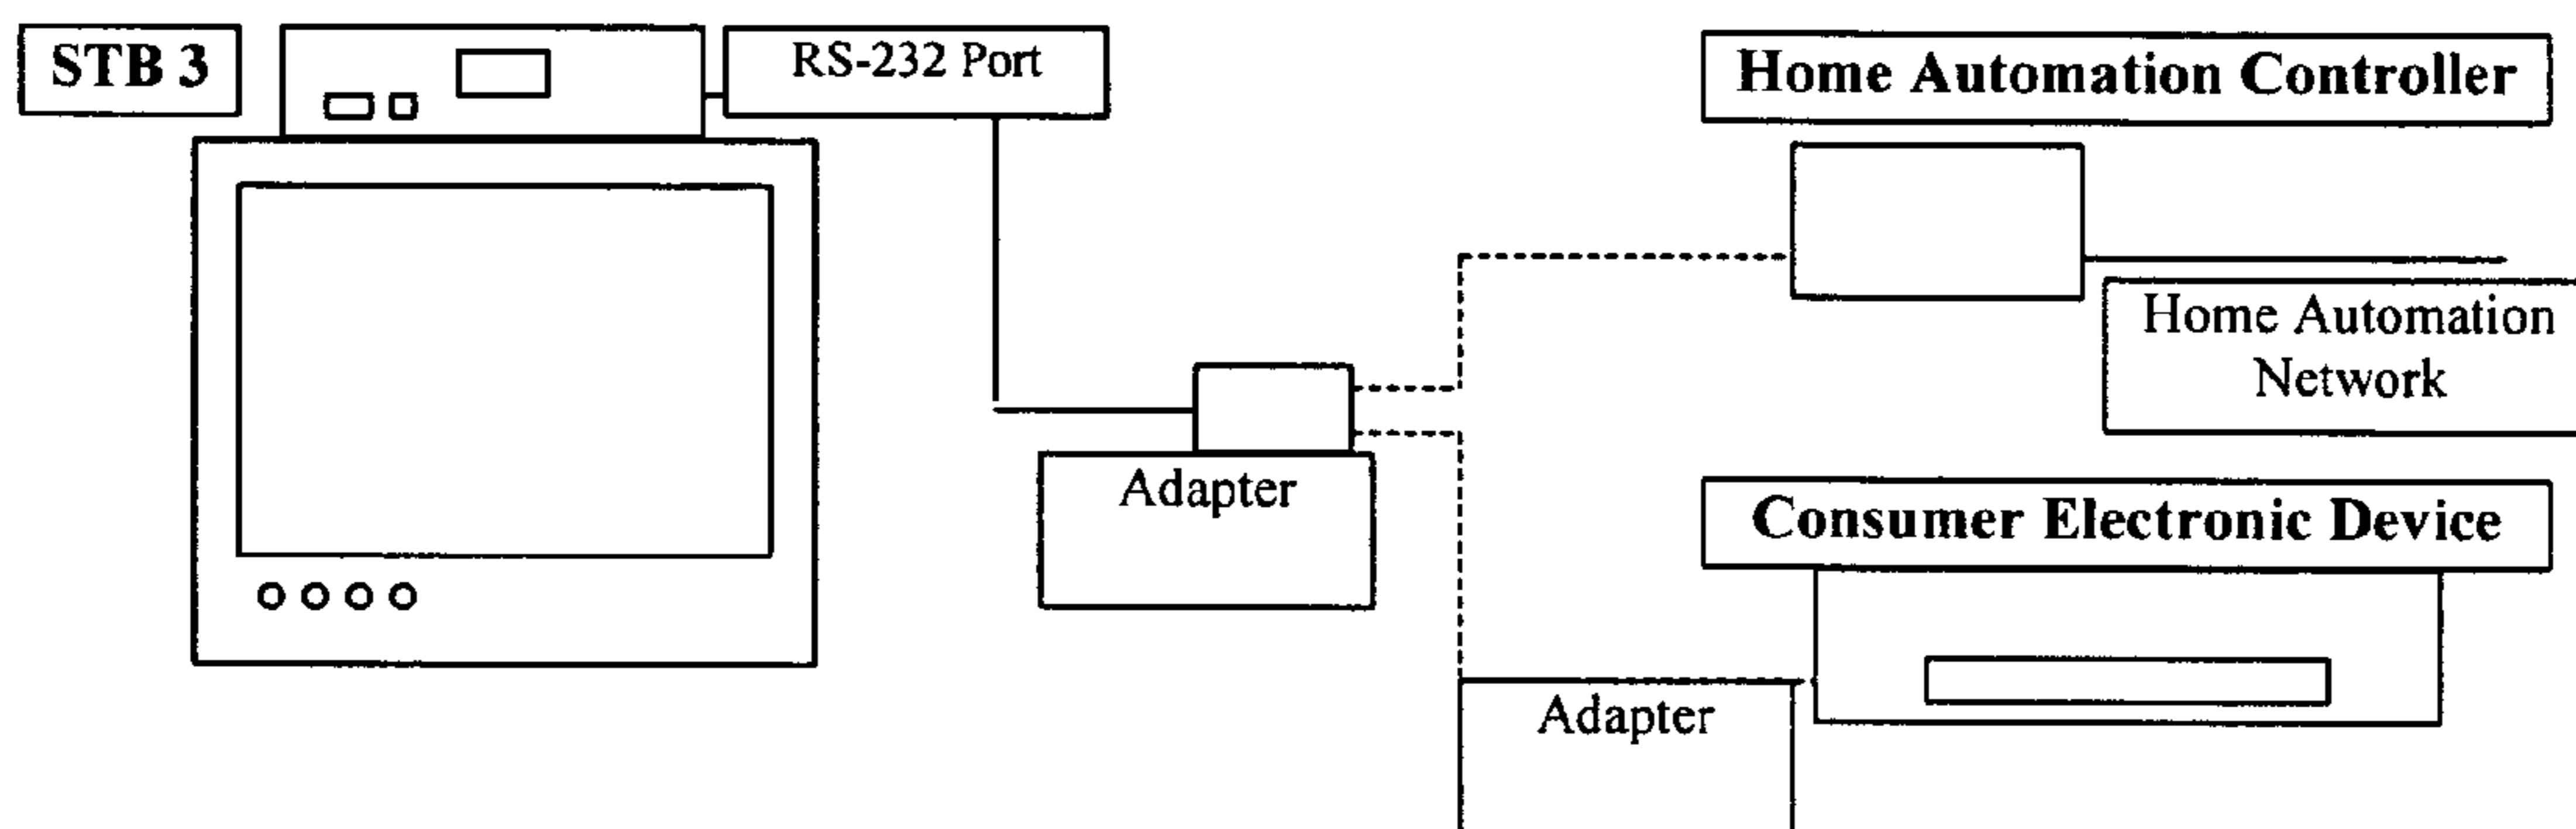 STB 3
RS-232 Port
Home Automation Controller
Home Automation
Network
Adapter
Consumer Electronic Device
Adapter